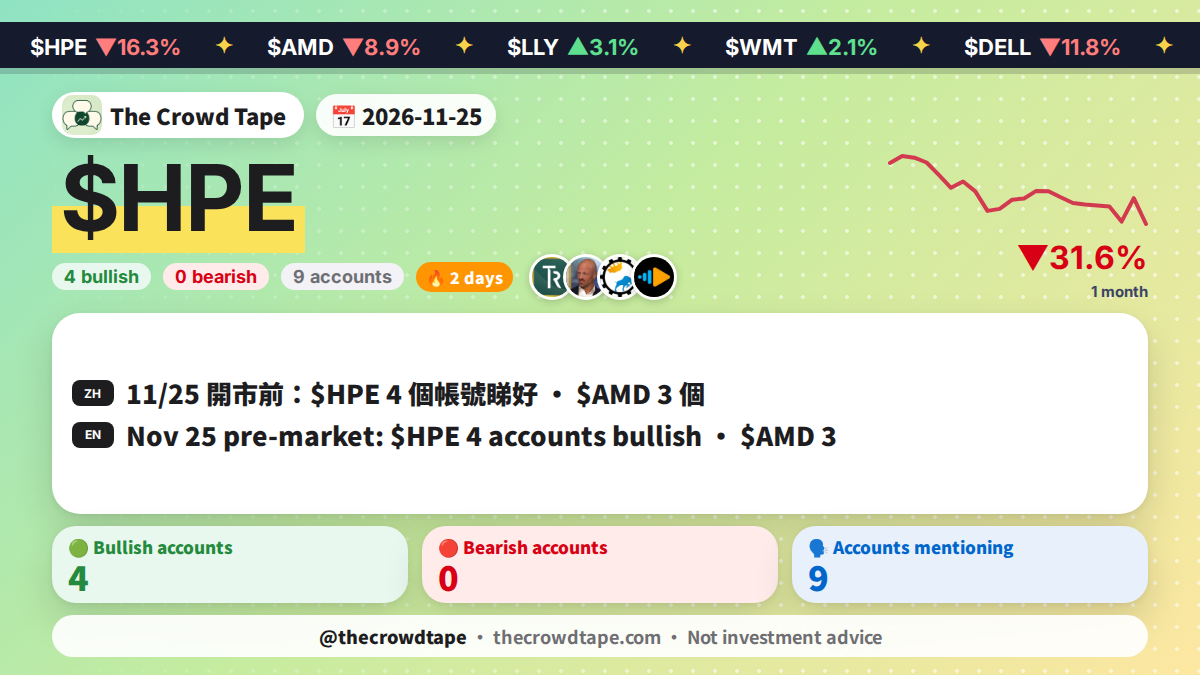 $HPE ▼16.3% ✦ $AMD ▼8.9% ✦ $LLY ▲3.1% ✦ $WMT ▲2.1% ✦ $DELL ▼11.8% ✦
The Crowd Tape 📅 2026-11-25
$HPE
4 bullish 0 bearish 9 accounts 🔥 2 days TR
▼31.6%
1 month
ZH 11/25 開市前：$HPE 4 個帳號睇好 • $AMD 3 個
EN Nov 25 pre-market: $HPE 4 accounts bullish • $AMD 3
🟢 Bullish accounts
4
🔴 Bearish accounts
0
🗣️ Accounts mentioning
9
@thecrowdtape • thecrowdtape.com • Not investment advice